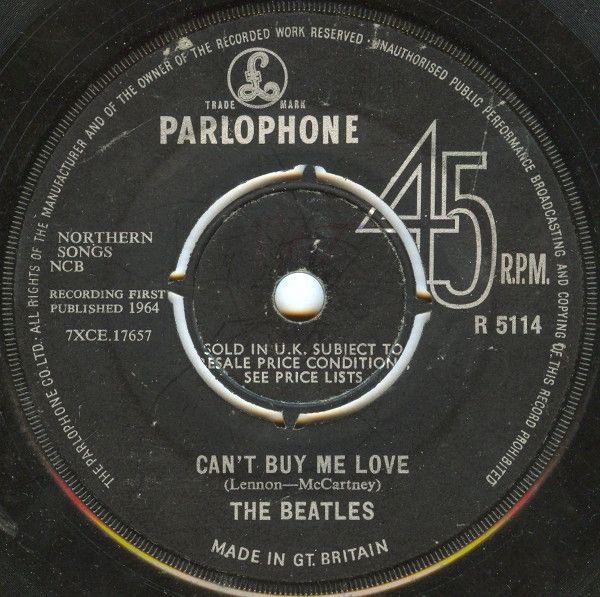 THE PARLOPHONE CO. LTD. ALL RIGHTS OF THE MANUFACTURER AND OF THE OWNER OF THE RECORDED WORK RESERVED UNAUTHORISED PUBLIC PERFORMANCE BROADCASTING AND COPYING OF THIS RECORD PROHIBITED
£
TRADE MARK
PARLOPHONE
45
R.P.M.
R 5114
NORTHERN
SONGS
NCB
RECORDING FIRST
PUBLISHED 1964
7XCE.17657
SOLD IN U.K. SUBJECT TO
RESALE PRICE CONDITIONS,
SEE PRICE LISTS
CAN'T BUY ME LOVE
(Lennon—McCartney)
THE BEATLES
MADE IN GT. BRITAIN